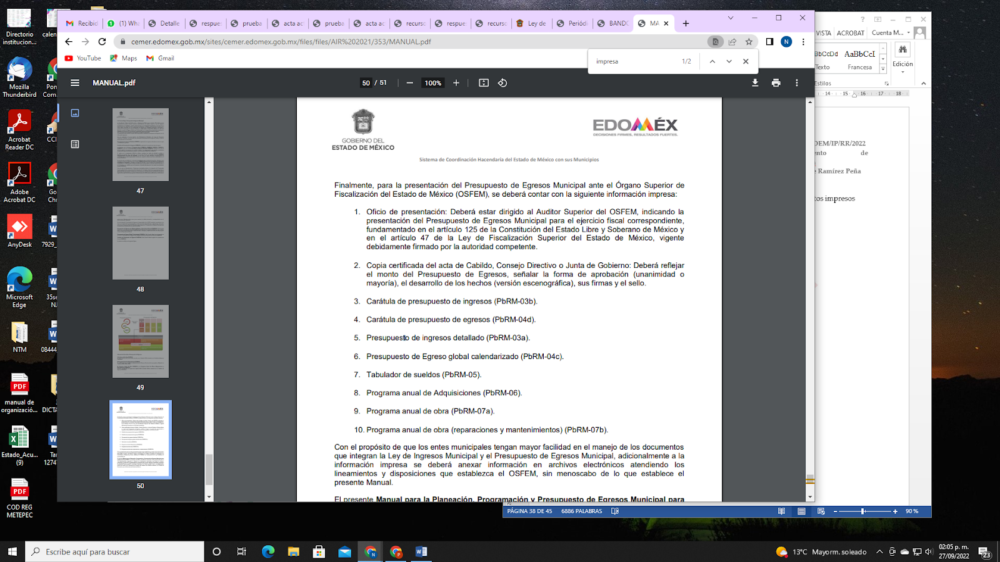 Directorio
institucion...
calen
Mozilla
Thunderbird
Pon
Com...
Acrobat
Reader DC
CCI
Adobe
Acrobat DC
Go
Chr
AnyDesk
7929_
Microsoft
Edge
35se
NJ
NTM
0844
manual de
organizació...
DICTA
Estado_Acu...
(9)
Tar
1274
COD REG
METEPEC
Recibid
(1) Wha
Detalle
respues
prueba
acta ac
prueba
acta ac
recurso
respue
recurso
Ley de
Periódi
BANDO
MA
cemer.edomex.gob.mx/sites/cemer.edomex.gob.mx/files/files/AIR%202021/353/MANUAL.pdf
N
YouTube
Maps
Gmail
impresa
1/2
MANUAL.pdf
50 / 51
100%
47
48
49
50
GOBIERNO DEL
ESTADO DE MÉXICO
EDOMÉX
DECISIONES FIRMES, RESULTADOS FUERTES.
Sistema de Coordinación Hacendaría del Estado de México con sus Municipios
Finalmente, para la presentación del Presupuesto de Egresos Municipal ante el Órgano Superior de
Fiscalización del Estado de México (OSFEM), se deberá contar con la siguiente información impresa:
1. Oficio de presentación: Deberá estar dirigido al Auditor Superior del OSFEM, indicando la
presentación del Presupuesto de Egresos Municipal para el ejercicio fiscal correspondiente,
fundamentado en el artículo 125 de la Constitución del Estado Libre y Soberano de México y
en el artículo 47 de la Ley de Fiscalización Superior del Estado de México, vigente
debidamente firmado por la autoridad competente.
2. Copia certificada del acta de Cabildo, Consejo Directivo o Junta de Gobierno: Deberá reflejar
el monto del Presupuesto de Egresos, señalar la forma de aprobación (unanimidad o
mayoría), el desarrollo de los hechos (versión escenográfica), sus firmas y el sello.
3. Carátula de presupuesto de ingresos (PbRM-03b).
4. Carátula de presupuesto de egresos (PbRM-04d).
5. Presupuesto de ingresos detallado (PbRM-03a).
6. Presupuesto de Egreso global calendarizado (PbRM-04c).
7. Tabulador de sueldos (PbRM-05).
8. Programa anual de Adquisiciones (PbRM-06).
9. Programa anual de obra (PbRM-07a).
10. Programa anual de obra (reparaciones y mantenimientos) (PbRM-07b).
Con el propósito de que los entes municipales tengan mayor facilidad en el manejo de los documentos
que integran la Ley de Ingresos Municipal y el Presupuesto de Egresos Municipal, adicionalmente a la
información impresa se deberá anexar información en archivos electrónicos atendiendo los
lineamientos y disposiciones que establezca el OSFEM, sin menoscabo de lo que establece el
presente Manual.
El presente Manual para la Planeación, Programación y Presupuesto de Egresos Municipal para
VISTA ACROBAT Cuenta M...
BbCcDd AaBbCcI
Texto Francesa
Edición
Estilos
14 15 16 17 18
OEM/IP/RR/2022
ento de
e Ramírez Peña
tos impresos
PÁGINA 38 DE 45 6886 PALABRAS
90 %
Escribe aquí para buscar
13°C Mayorm. soleado
02:05 p. m.
27/09/2022
23